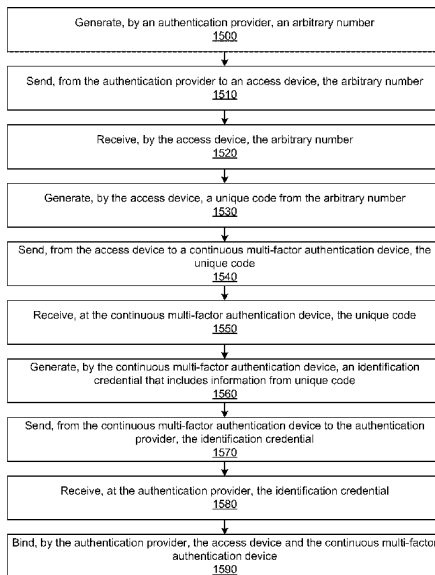 Generate, by an authentication provider, an arbitrary number
1500
Send, from the authentication provider to an access device, the arbitrary number
1510
Receive, by the access device, the arbitrary number
1520
Generate, by the access device, a unique code from the arbitrary number
1530
Send, from the access device to a continuous multi-factor authentication device, the
unique code
1540
Receive, at the continuous multi-factor authentication device, the unique code
1550
Generate, by the continuous multi-factor authentication device, an identification
credential that includes information from unique code
1560
Send, from the continuous multi-factor authentication device to the authentication
provider, the identification credential
1570
Receive, at the authentication provider, the identification credential
1580
Bind, by the authentication provider, the access device and the continuous multi-factor
authentication device
1590